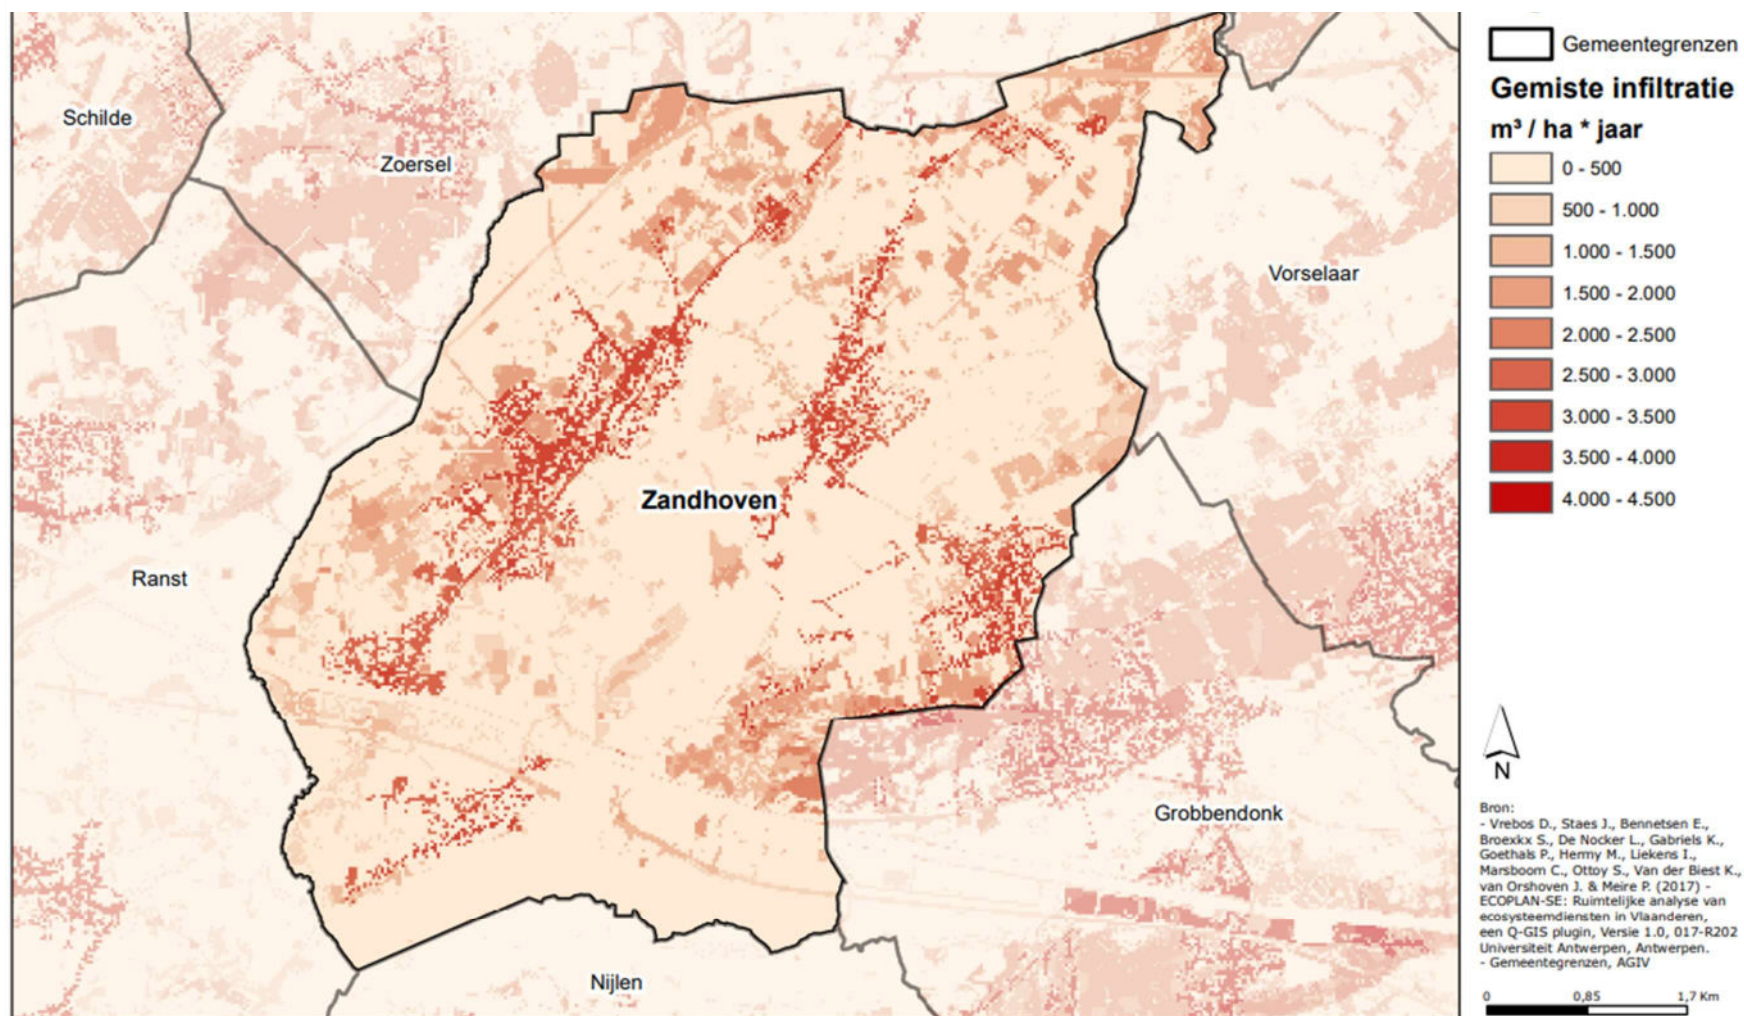 Schilde
Zoersel
Vorselaar
Zandhoven
Ranst
Grobbendonk
Nijlen
Gemeentegrenzen
Gemiste infiltratie
m³ / ha * jaar
0 - 500
500 - 1.000
1.000 - 1.500
1.500 - 2.000
2.000 - 2.500
2.500 - 3.000
3.000 - 3.500
3.500 - 4.000
4.000 - 4.500
N
Bron:
- Vrebos D., Staes J., Bennetsen E.,
Broexkx S., De Nocker L., Gabriels K.,
Goethals P., Hermy M., Liekens I.,
Marsboom C., Ottoy S., Van der Biest K.,
van Orshoven J. & Meire P. (2017) -
ECOPLAN-SE: Ruimtelijke analyse van
ecosysteemdiensten in Vlaanderen,
een Q-GIS plugin, Versie 1.0, 017-R202
Universiteit Antwerpen, Antwerpen.
- Gemeentegrenzen, AGIV
0 0,85 1,7 Km